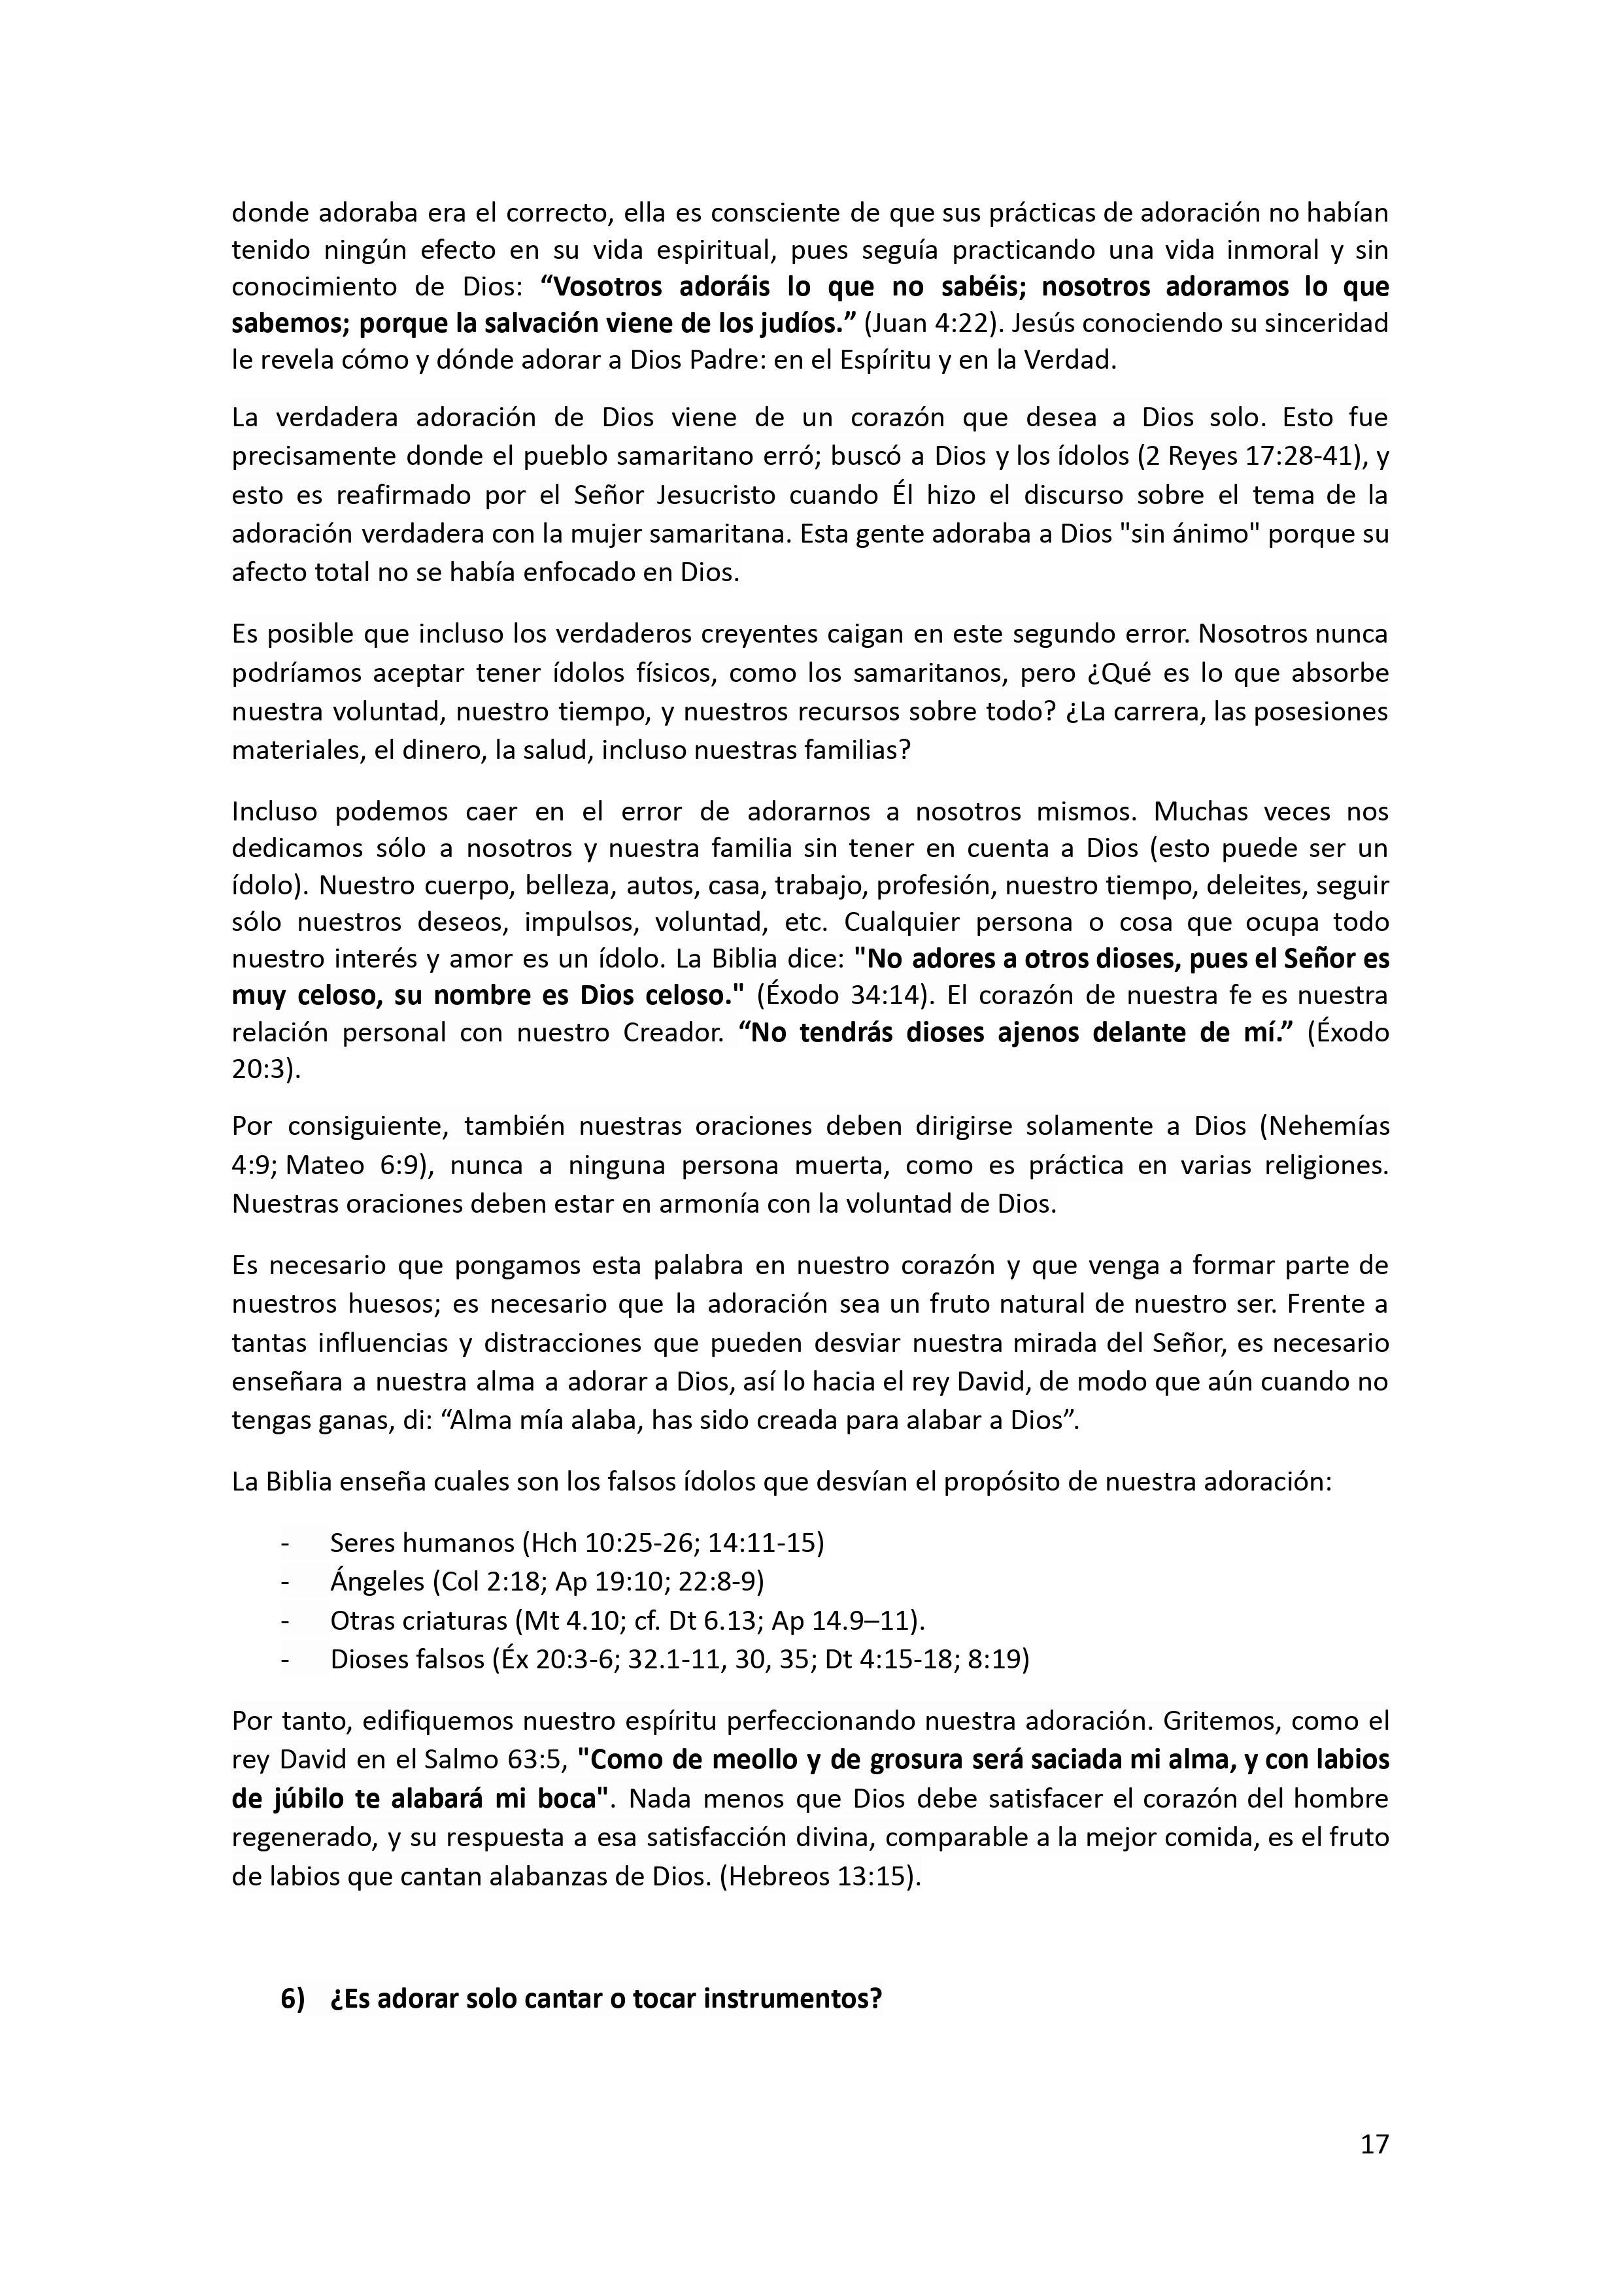 donde adoraba era el correcto, ella es consciente de que sus prácticas de adoración no habían
tenido ningún efecto en su vida espiritual, pues seguía practicando una vida inmoral y sin
conocimiento de Dios: “Vosotros adoráis lo que no sabéis; nosotros adoramos lo que
sabemos; porque la salvación viene de los judíos.” (Juan 4:22). Jesús conociendo su sinceridad
le revela cómo y dónde adorar a Dios Padre: en el Espíritu y en la Verdad.
La verdadera adoración de Dios viene de un corazón que desea a Dios solo. Esto fue
precisamente donde el pueblo samaritano erró; buscó a Dios y los ídolos (2 Reyes 17:28-41), y
esto es reafirmado por el Señor Jesucristo cuando Él hizo el discurso sobre el tema de la
adoración verdadera con la mujer samaritana. Esta gente adoraba a Dios "sin ánimo" porque su
afecto total no se había enfocado en Dios.
Es posible que incluso los verdaderos creyentes caigan en este segundo error. Nosotros nunca
podríamos aceptar tener ídolos físicos, como los samaritanos, pero ¿Qué es lo que absorbe
nuestra voluntad, nuestro tiempo, y nuestros recursos sobre todo? ¿La carrera, las posesiones
materiales, el dinero, la salud, incluso nuestras familias?
Incluso podemos caer en el error de adorarnos a nosotros mismos. Muchas veces nos
dedicamos sólo a nosotros y nuestra familia sin tener en cuenta a Dios (esto puede ser un
ídolo). Nuestro cuerpo, belleza, autos, casa, trabajo, profesión, nuestro tiempo, deleites, seguir
sólo nuestros deseos, impulsos, voluntad, etc. Cualquier persona o cosa que ocupa todo
nuestro interés y amor es un ídolo. La Biblia dice: "No adores a otros dioses, pues el Señor es
muy celoso, su nombre es Dios celoso." (Éxodo 34:14). El corazón de nuestra fe es nuestra
relación personal con nuestro Creador. “No tendrás dioses ajenos delante de mí.” (Éxodo
20:3).
Por consiguiente, también nuestras oraciones deben dirigirse solamente a Dios (Nehemías
4:9; Mateo 6:9), nunca a ninguna persona muerta, como es práctica en varias religiones.
Nuestras oraciones deben estar en armonía con la voluntad de Dios.
Es necesario que pongamos esta palabra en nuestro corazón y que venga a formar parte de
nuestros huesos; es necesario que la adoración sea un fruto natural de nuestro ser. Frente a
tantas influencias y distracciones que pueden desviar nuestra mirada del Señor, es necesario
enseñara a nuestra alma a adorar a Dios, así lo hacia el rey David, de modo que aún cuando no
tengas ganas, di: “Alma mía alaba, has sido creada para alabar a Dios”.
La Biblia enseña cuales son los falsos ídolos que desvían el propósito de nuestra adoración:
- Seres humanos (Hch 10:25-26; 14:11-15)
- Ángeles (Col 2:18; Ap 19:10; 22:8-9)
- Otras criaturas (Mt 4.10; cf. Dt 6.13; Ap 14.9–11).
- Dioses falsos (Éx 20:3-6; 32.1-11, 30, 35; Dt 4:15-18; 8:19)
Por tanto, edifiquemos nuestro espíritu perfeccionando nuestra adoración. Gritemos, como el
rey David en el Salmo 63:5, "Como de meollo y de grosura será saciada mi alma, y con labios
de júbilo te alabará mi boca". Nada menos que Dios debe satisfacer el corazón del hombre
regenerado, y su respuesta a esa satisfacción divina, comparable a la mejor comida, es el fruto
de labios que cantan alabanzas de Dios. (Hebreos 13:15).
6) ¿Es adorar solo cantar o tocar instrumentos?
17